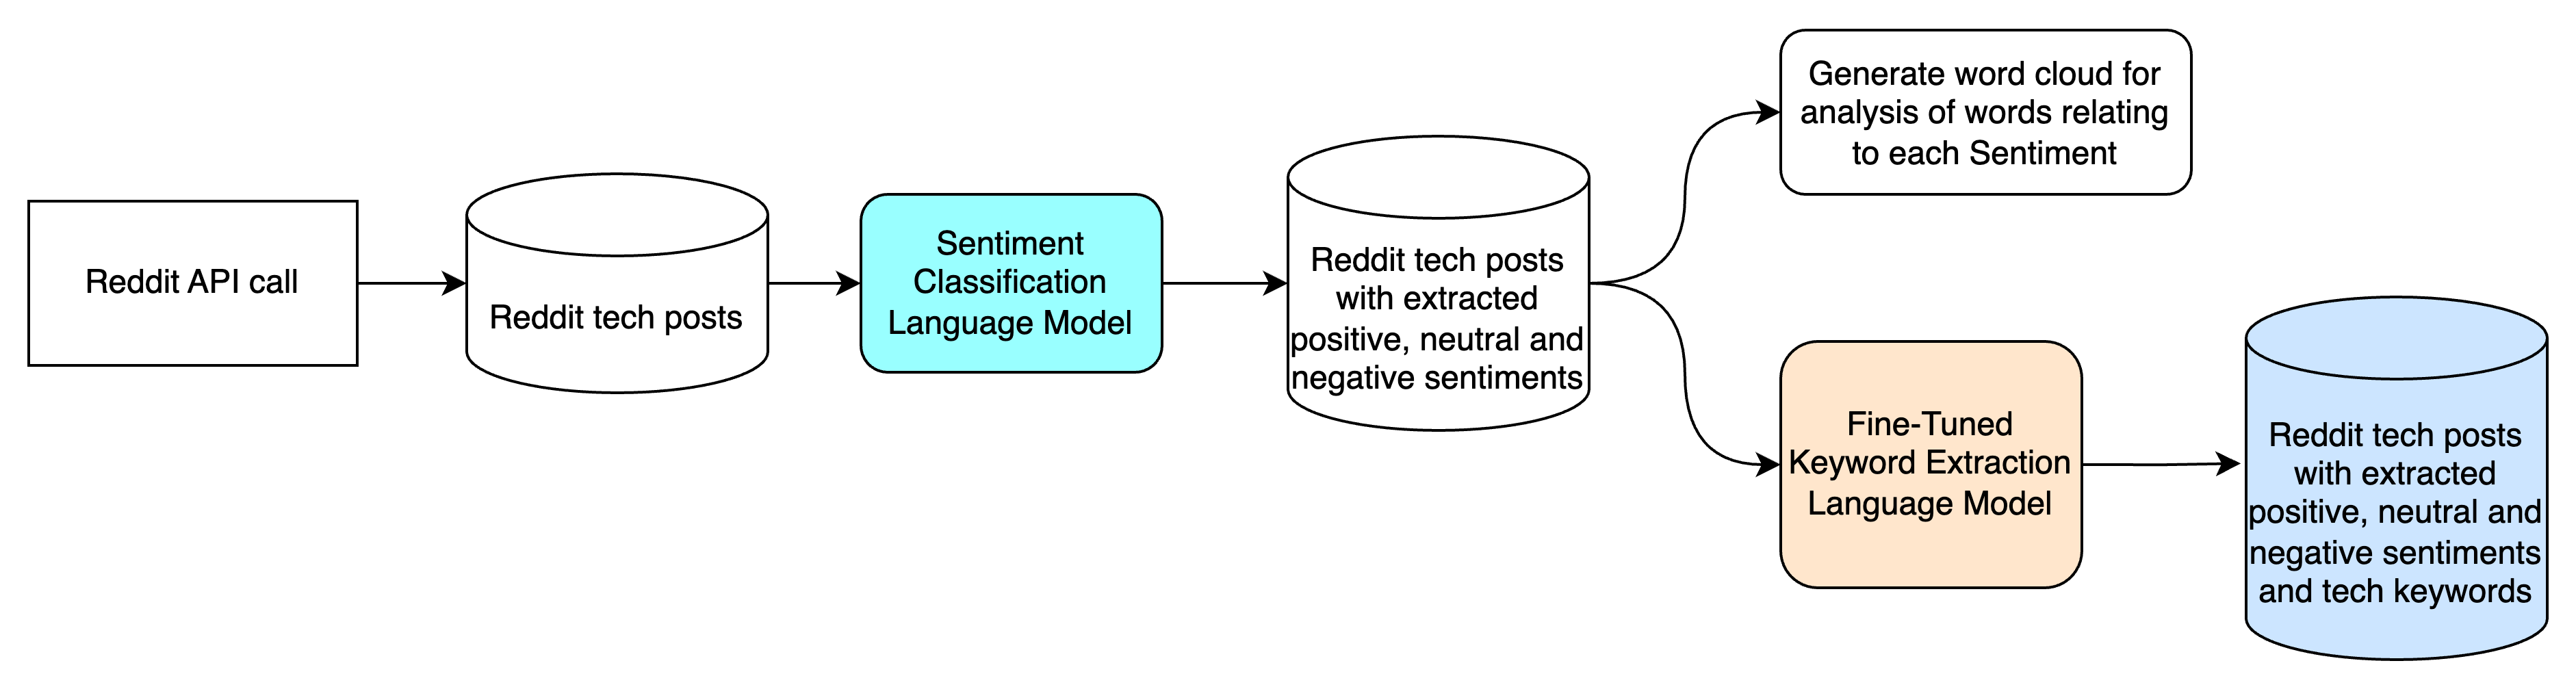 Reddit API call
Reddit tech posts
Sentiment
Classification
Language Model
Reddit tech posts
with extracted
positive, neutral and
negative sentiments
Generate word cloud for
analysis of words relating
to each Sentiment
Fine-Tuned
Keyword Extraction
Language Model
Reddit tech posts
with extracted
positive, neutral and
negative sentiments
and tech keywords